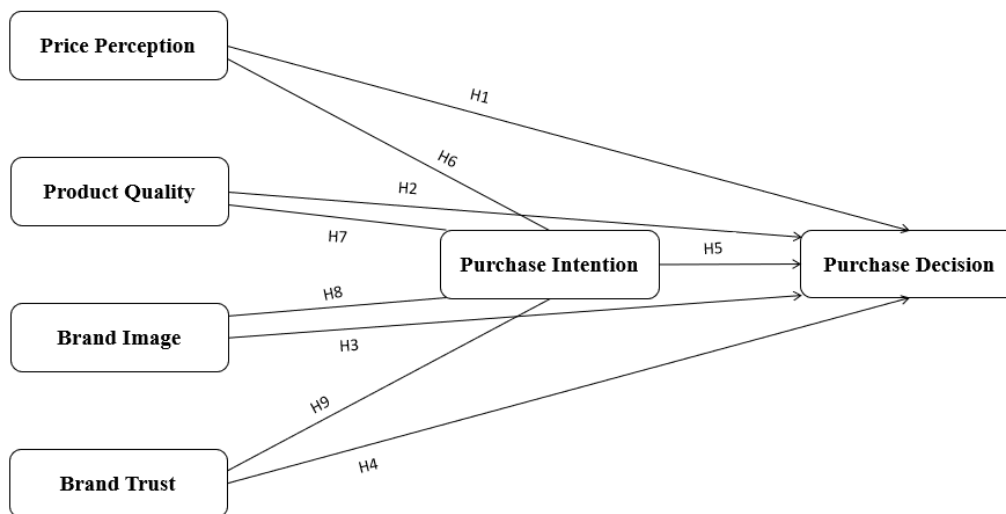 Price Perception
H1
H6
Product Quality
H2
H7
Purchase Intention
H5
Purchase Decision
H8
Brand Image
H3
H9
H4
Brand Trust